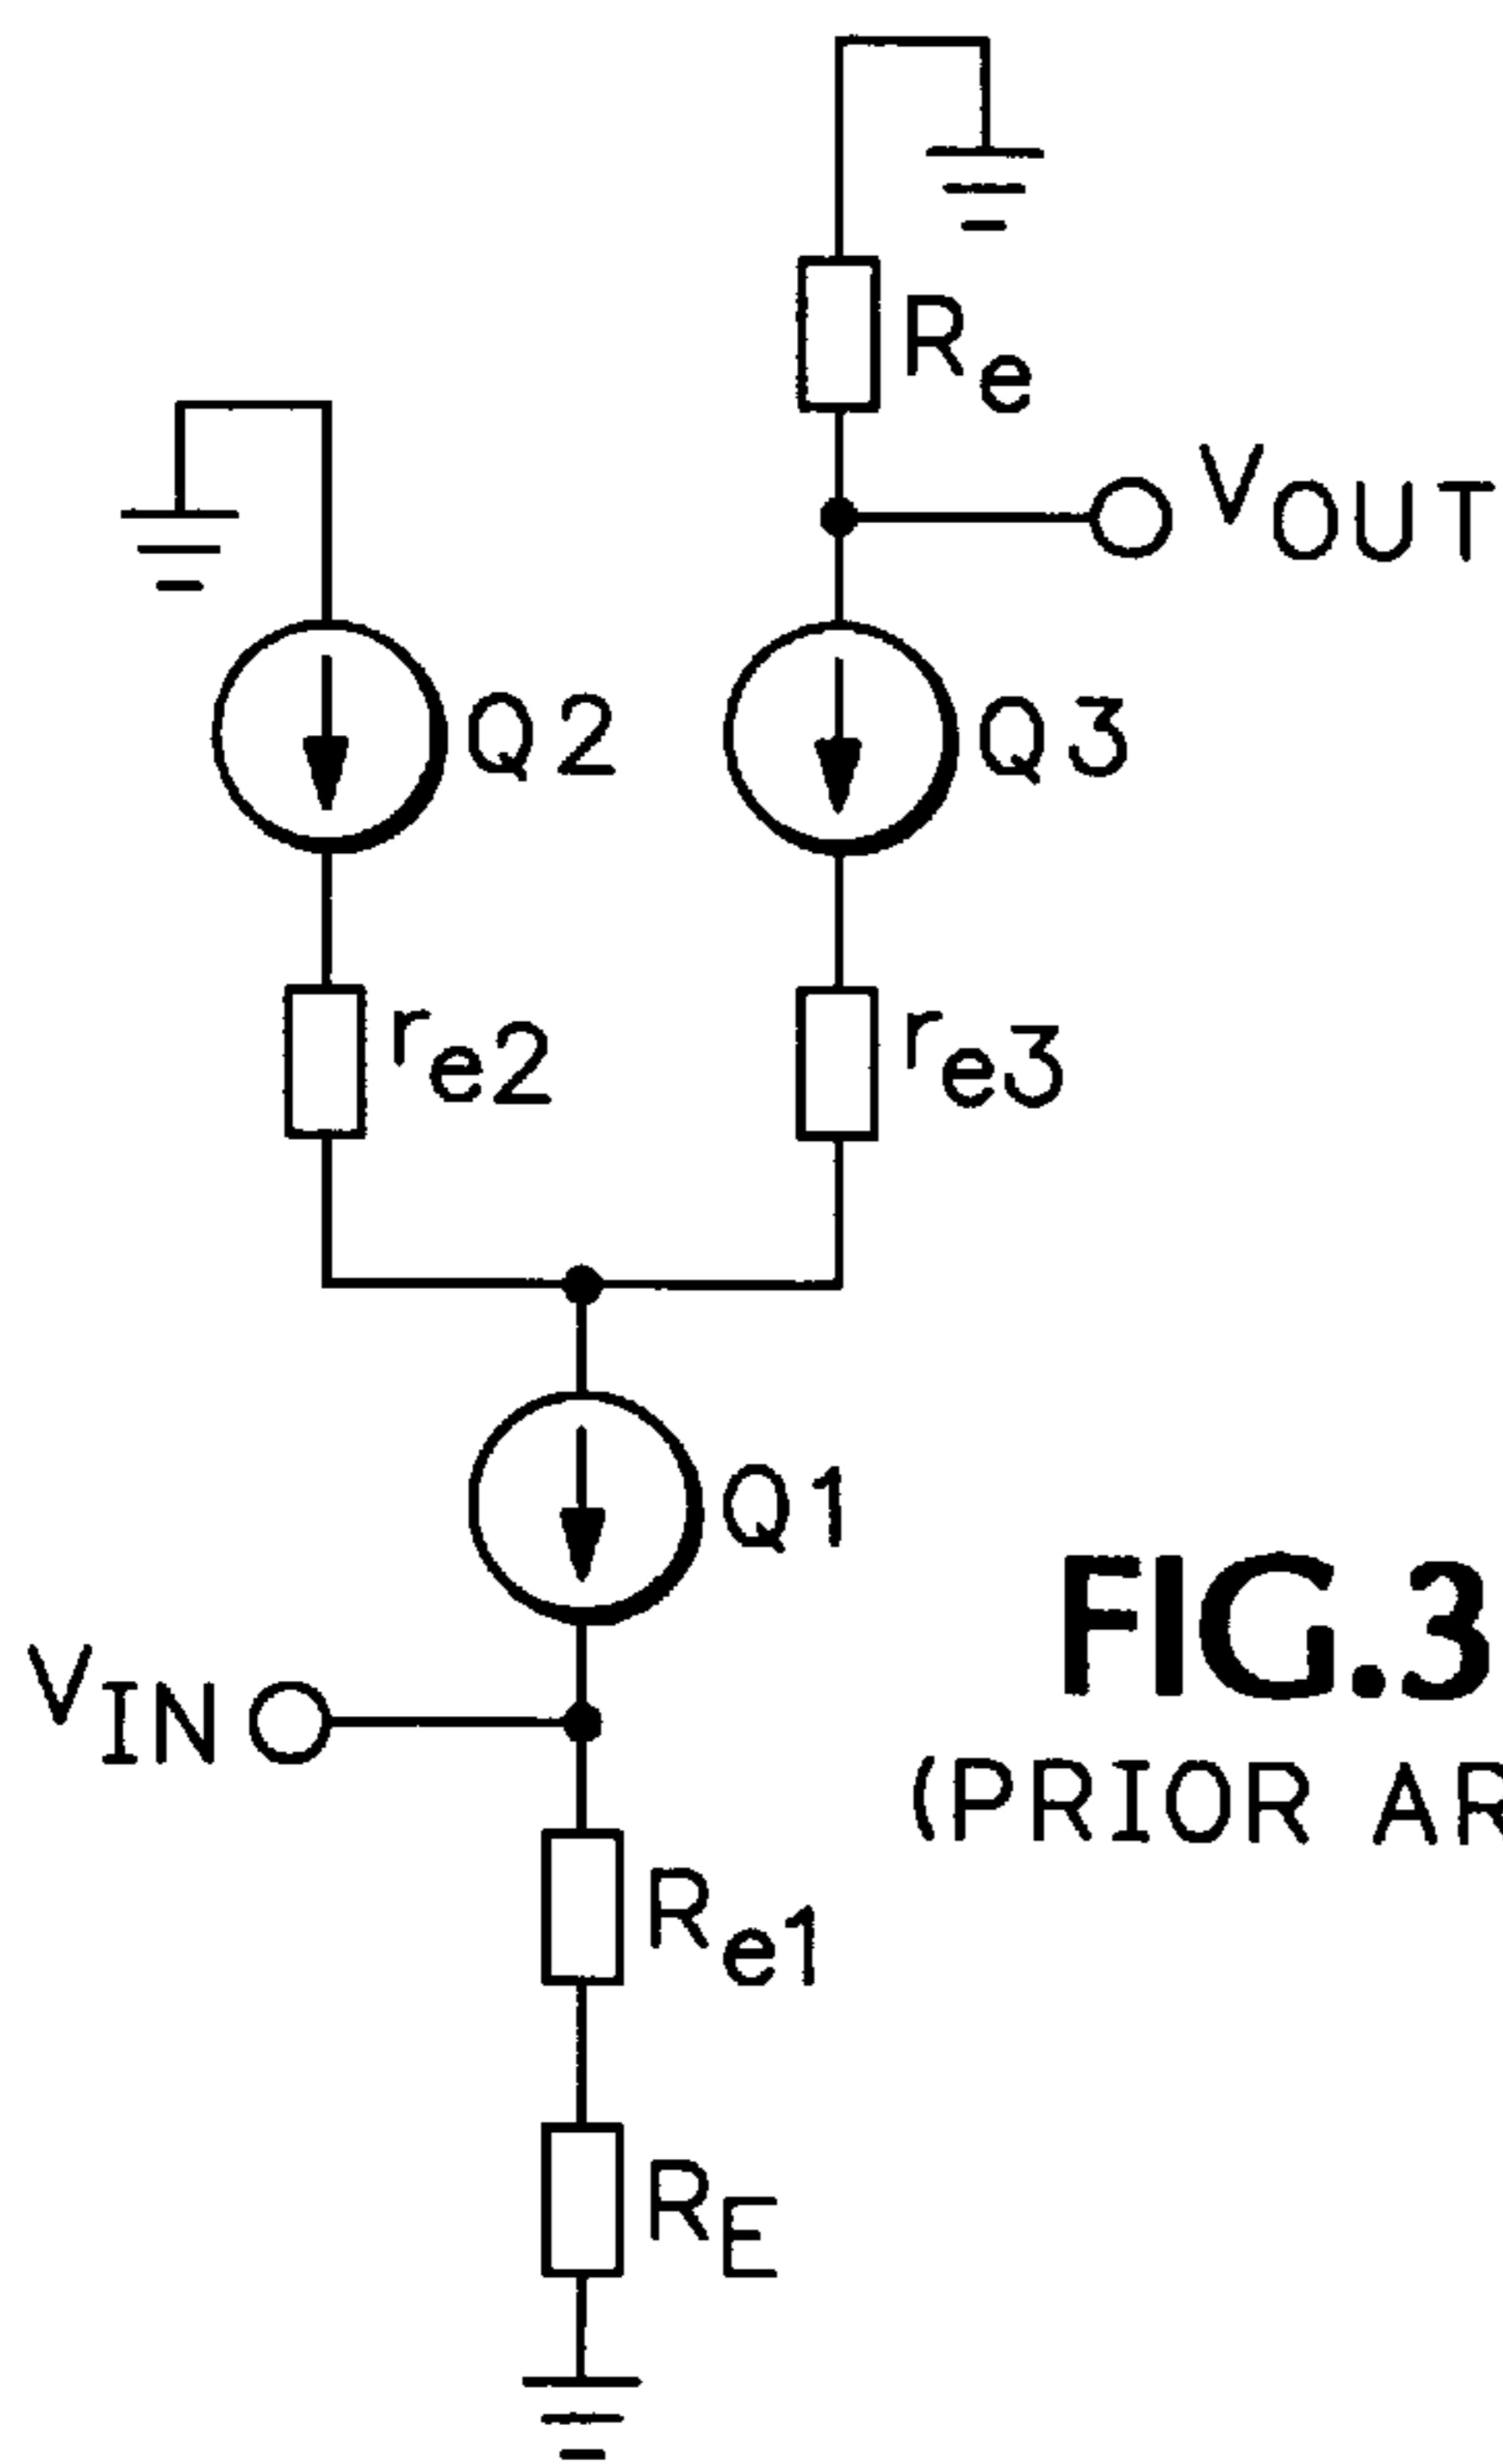 Re
VOUT
Q2
Q3
re2
re3
Q1
FIG.3
VIN
(PRIOR AR
Re1
RE